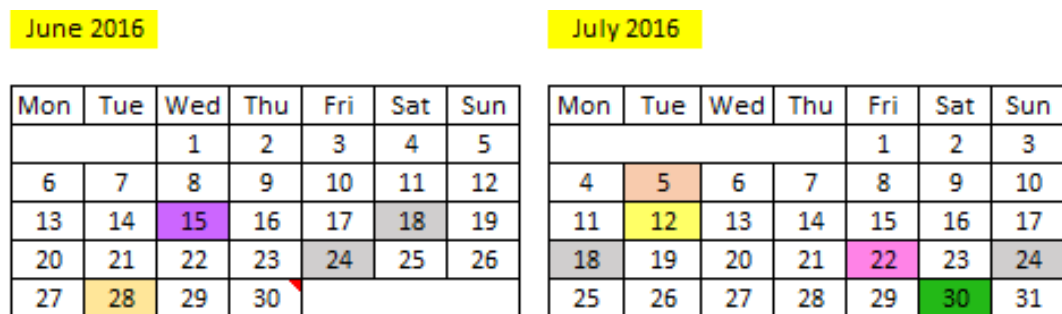 June 2016 July 2016
Mon Tue Wed Thu Fri Sat Sun Mon Tue Wed Thu Fri Sat Sun
1 2 3 4 5 1 2 3
6 7 8 9 10 11 12 4 5 6 7 8 9 10
13 14 15 16 17 18 19 11 12 13 14 15 16 17
20 21 22 23 24 25 26 18 19 20 21 22 23 24
27 28 29 30 25 26 27 28 29 30 31